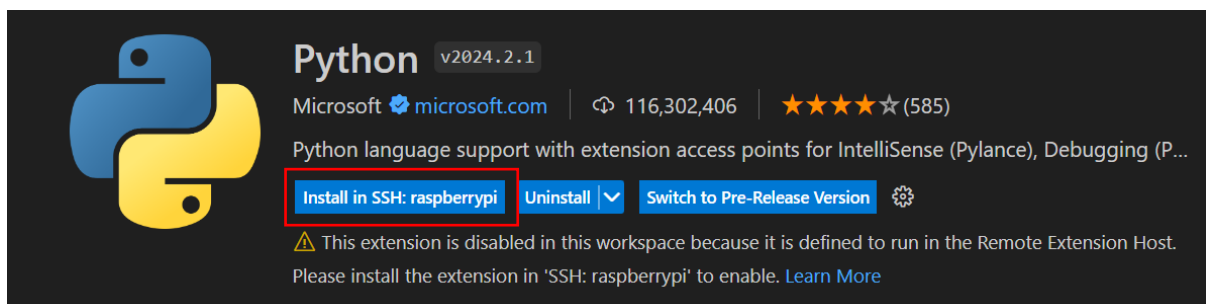 Python v2024.2.1
Microsoft microsoft.com 116,302,406 ★★★★☆(585)
Python language support with extension access points for IntelliSense (Pylance), Debugging (P...
Install in SSH: raspberrypi Uninstall Switch to Pre-Release Version
This extension is disabled in this workspace because it is defined to run in the Remote Extension Host.
Please install the extension in 'SSH: raspberrypi' to enable. Learn More